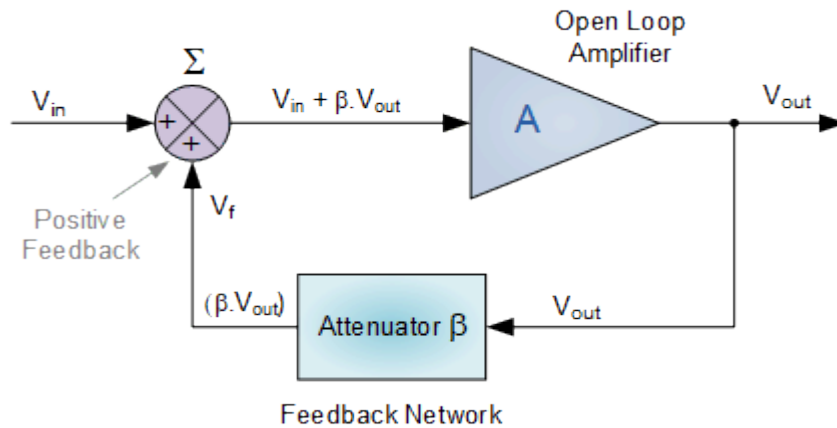 Open Loop
Amplifier
Σ
Vin
Vin + β.Vout
A
Vout
+
+
Positive
Feedback
Vf
(β.Vout)
Attenuator β
Vout
Feedback Network